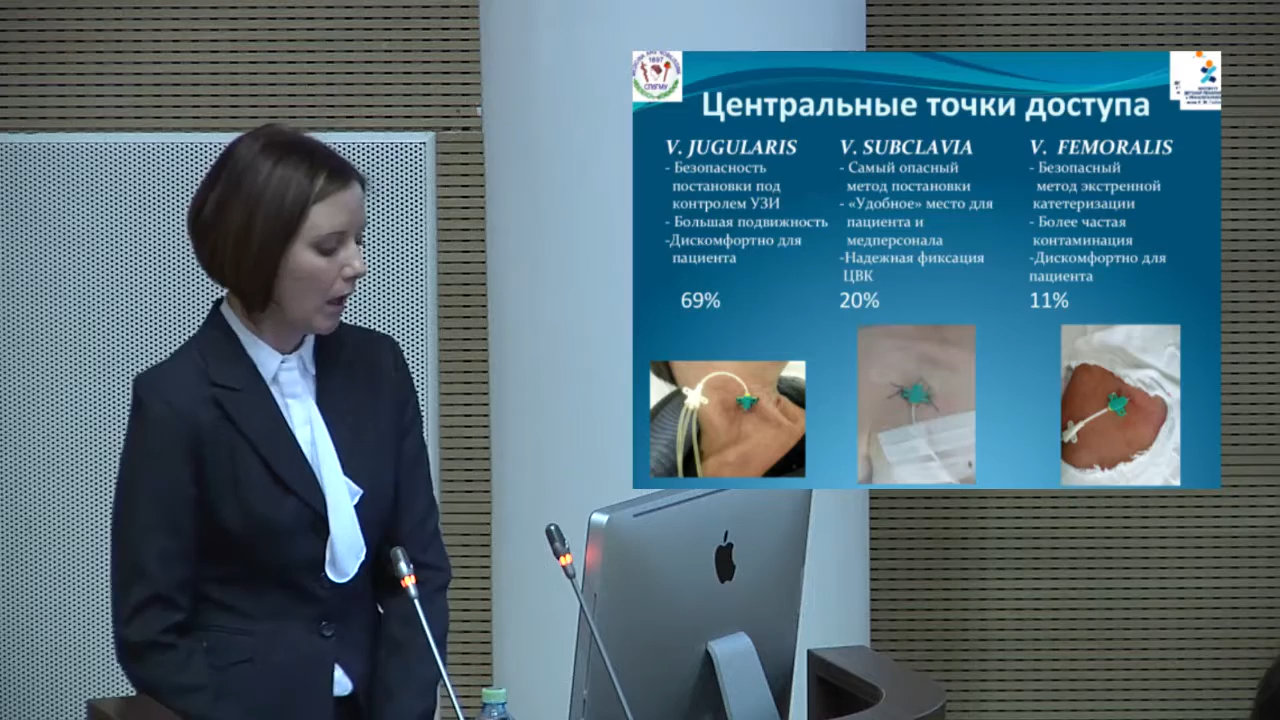 1897
СПбГМУ
Центральные точки доступа
V. JUGULARIS
- Безопасность
постановки под
контролем УЗИ
- Большая подвижность
-Дискомфортно для
пациента
69%
V. SUBCLAVIA
- Самый опасный
метод постановки
- «Удобное» место для
пациента и
медперсонала
-Надежная фиксация
ЦВК
20%
V. FEMORALIS
- Безопасный
метод экстренной
катетеризации
- Более частая
контаминация
-Дискомфортно для
пациента
11%